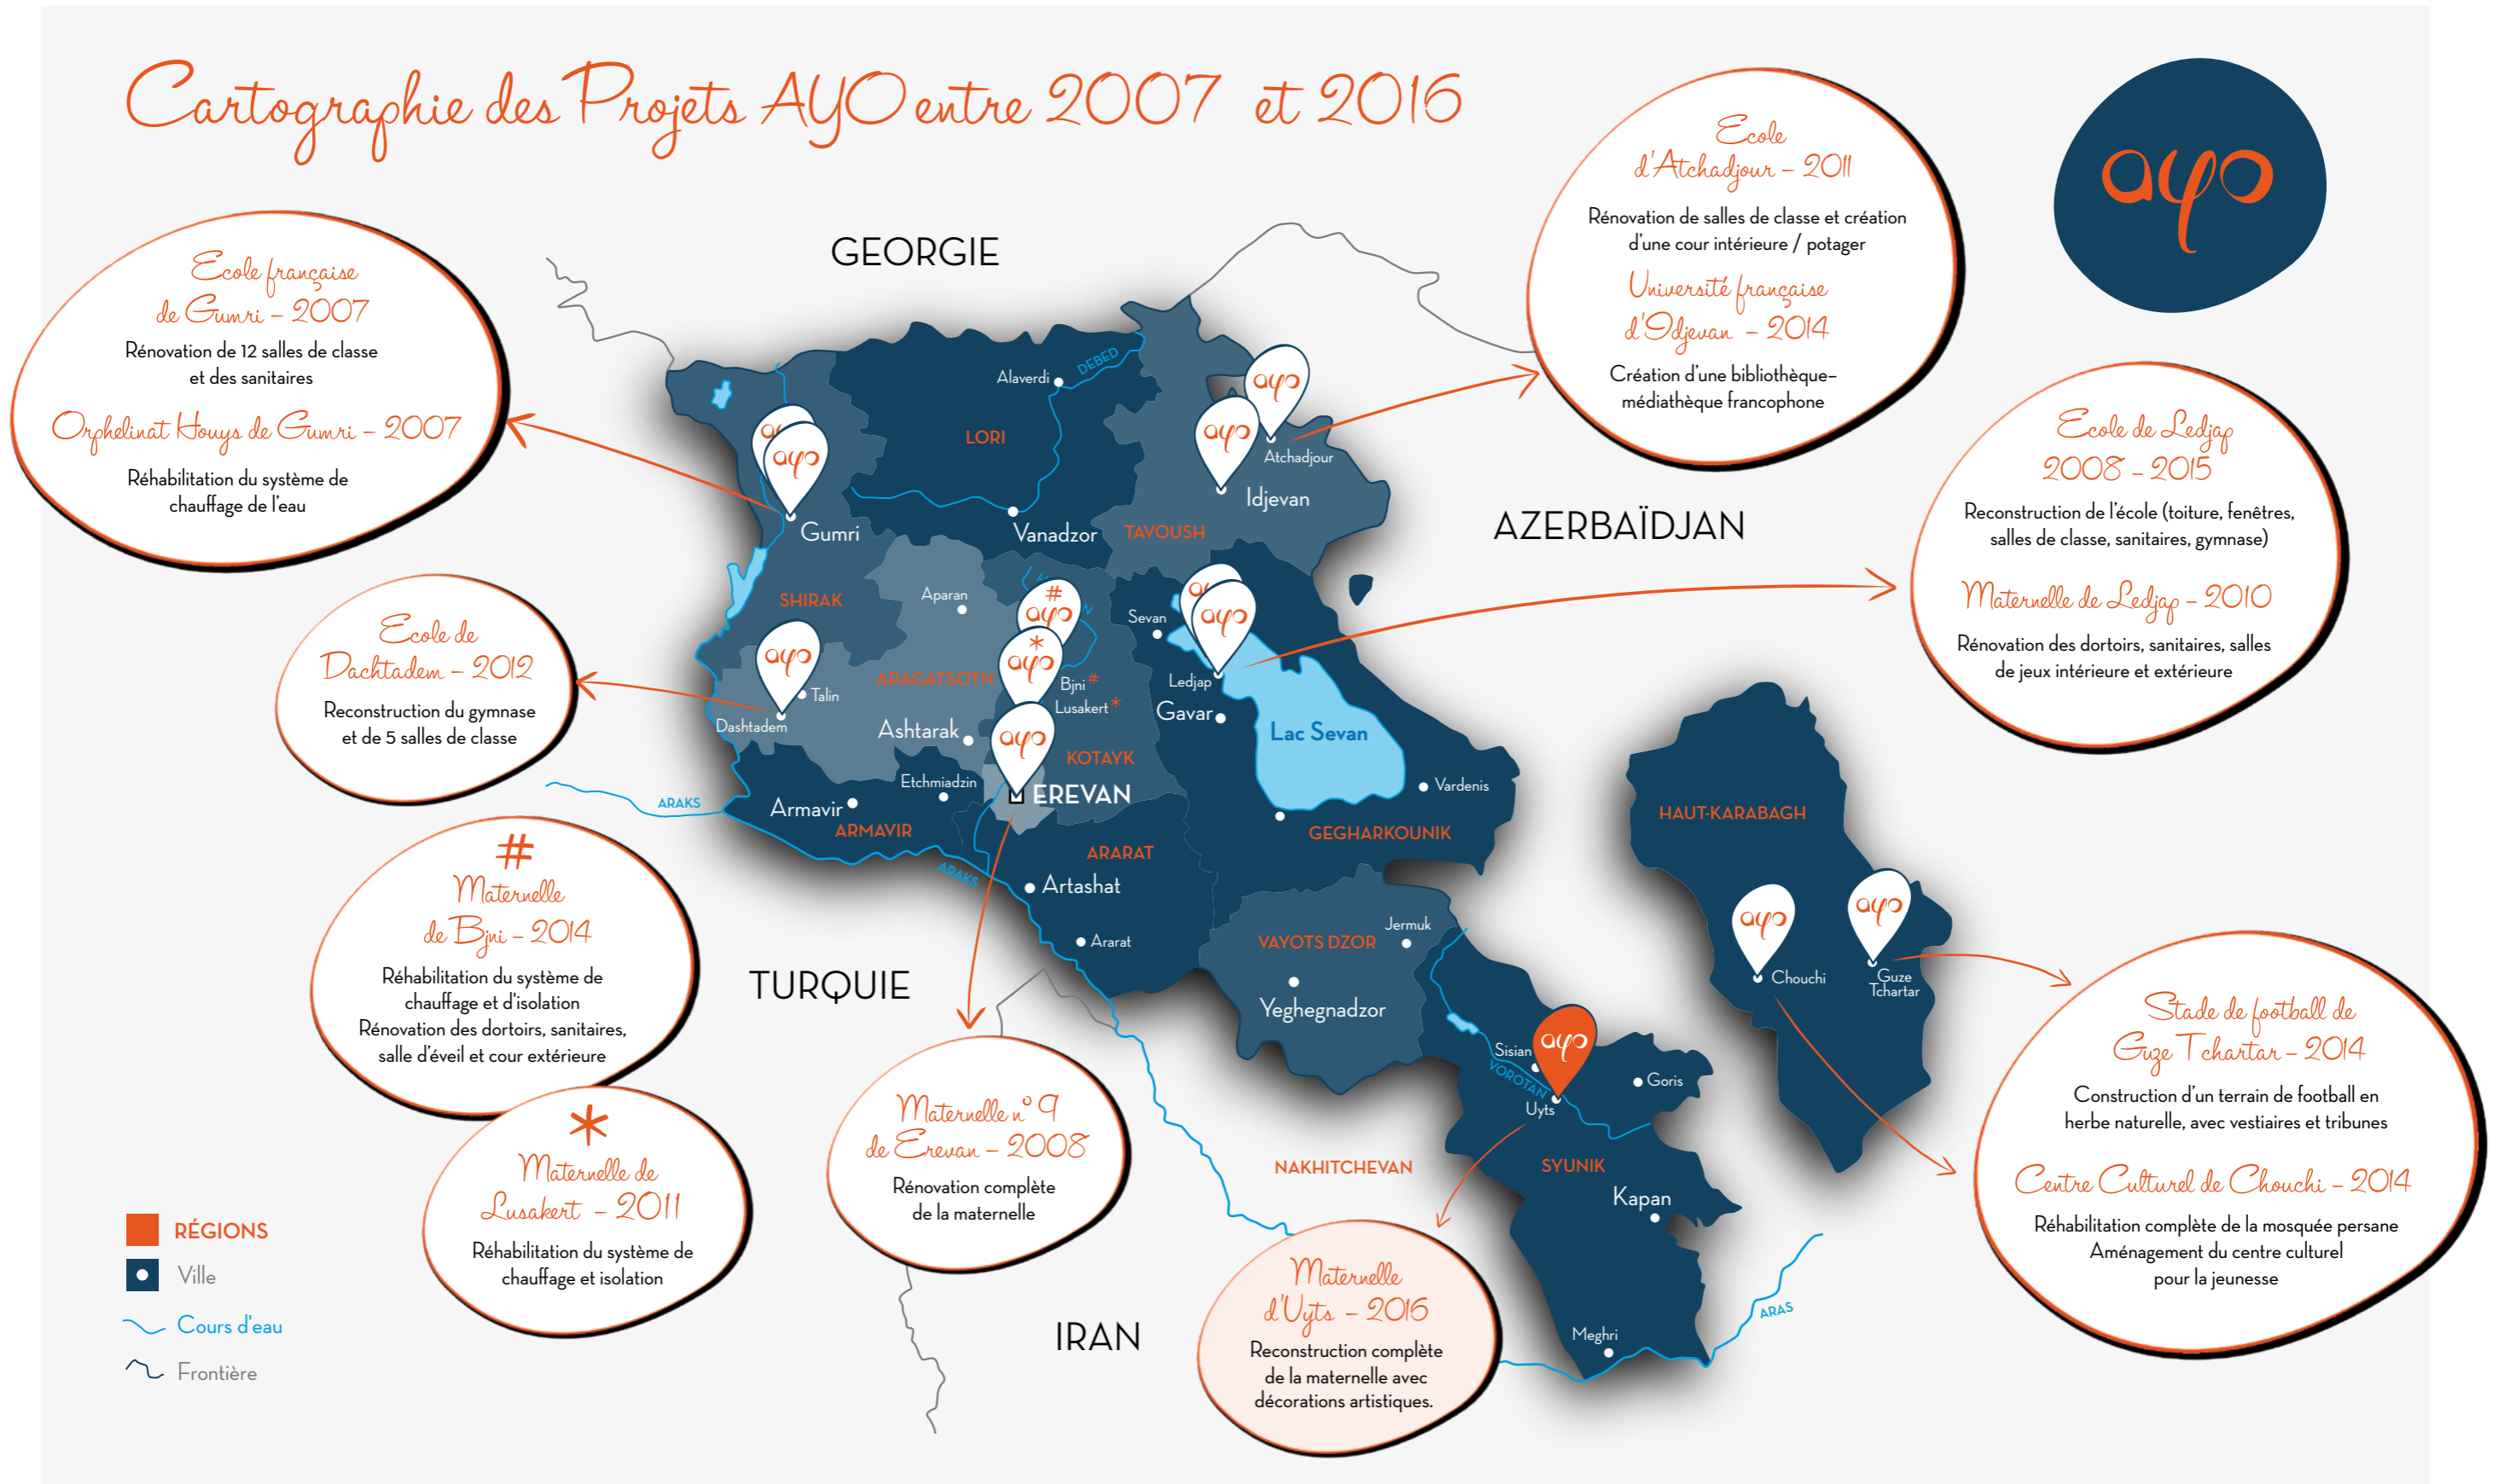 Cartographie des Projets AYO entre 2007 et 2016
ayo
Ecole française
de Gumri – 2007
Rénovation de 12 salles de classe
et des sanitaires
Orphelinat Houys de Gumri – 2007
Réhabilitation du système de
chauffage de l'eau
Ecole
d'Atchadjour – 2011
Rénovation de salles de classe et création
d'une cour intérieure / potager
Université française
d'Idjevan – 2014
Création d'une bibliothèque–
médiathèque francophone
Ecole de Ledjap
2008 – 2015
Reconstruction de l'école (toiture, fenêtres,
salles de classe, sanitaires, gymnase)
Maternelle de Ledjap – 2010
Rénovation des dortoirs, sanitaires, salles
de jeux intérieure et extérieure
Ecole de
Dachtadem – 2012
Reconstruction du gymnase
et de 5 salles de classe
#
Maternelle
de Bjni – 2014
Réhabilitation du système de
chauffage et d'isolation
Rénovation des dortoirs, sanitaires,
salle d'éveil et cour extérieure
*
Maternelle de
Lusakert – 2011
Réhabilitation du système de
chauffage et isolation
Maternelle n° 9
de Erevan – 2008
Rénovation complète
de la maternelle
Maternelle
d'Uyts – 2016
Reconstruction complète
de la maternelle avec
décorations artistiques.
Stade de football de
Guze Tchartar – 2014
Construction d'un terrain de football en
herbe naturelle, avec vestiaires et tribunes
Centre Culturel de Chouchi – 2014
Réhabilitation complète de la mosquée persane
Aménagement du centre culturel
pour la jeunesse
GEORGIE
AZERBAÏDJAN
TURQUIE
IRAN
NAKHITCHEVAN
Alaverdi
DEBED
LORI
ayo
ayo
Atchadjour
Idjevan
ayo
Gumri
Vanadzor
TAVOUSH
SHIRAK
Aparan
# ayo
* ayo
Sevan
ayo
ayo
Talin
Dashtadem
ARAGATSOTN
Bjni #
Lusakert *
Ledjap
Gavar
Ashtarak
ayo
KOTAYK
Lac Sevan
Etchmiadzin
EREVAN
Vardenis
ARAKS
Armavir
ARMAVIR
GEGHARKOUNIK
ARAKS
ARARAT
Artashat
Ararat
VAYOTS DZOR
Jermuk
Yeghegnadzor
HAUT-KARABAGH
ayo
ayo
Chouchi
Guze
Tchartar
ayo
Sisian
VOROTAN
Goris
Uyts
SYUNIK
Kapan
Meghri
ARAS
RÉGIONS
Ville
Cours d'eau
Frontière